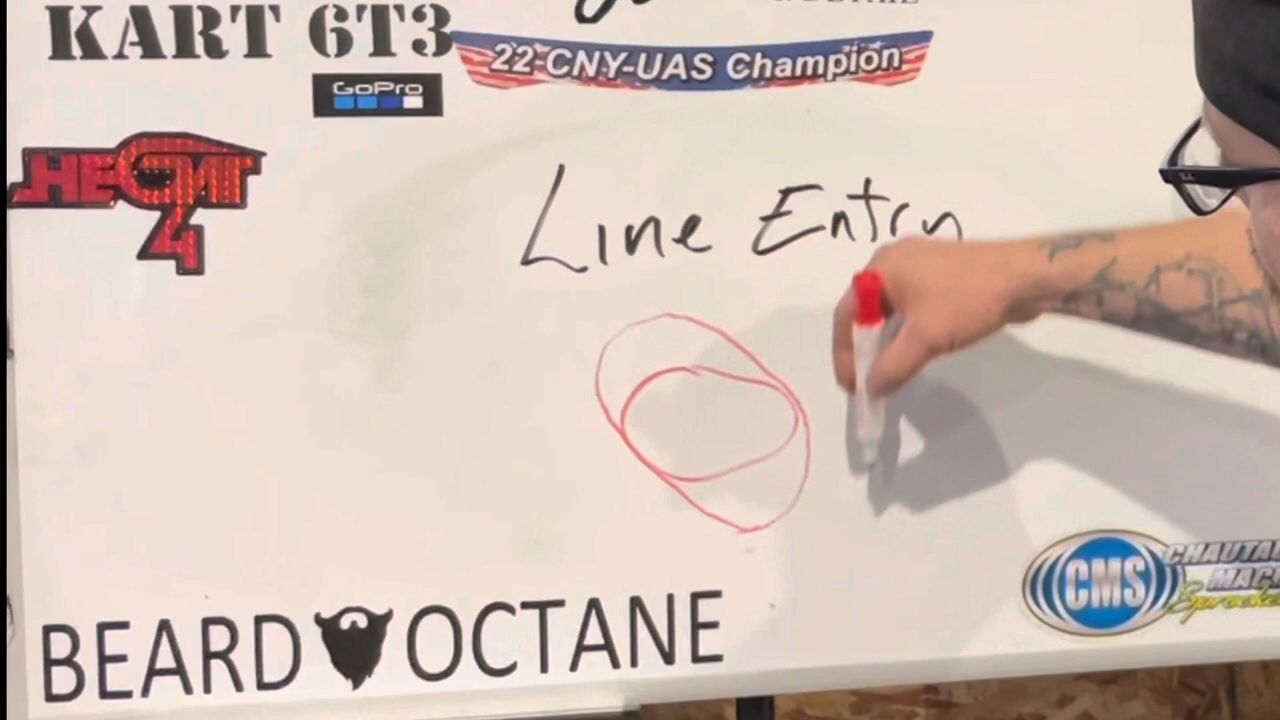 KART 6T3
22-CNY-UAS Champion
GoPro
Line Entry
CMS
BEARD OCTANE